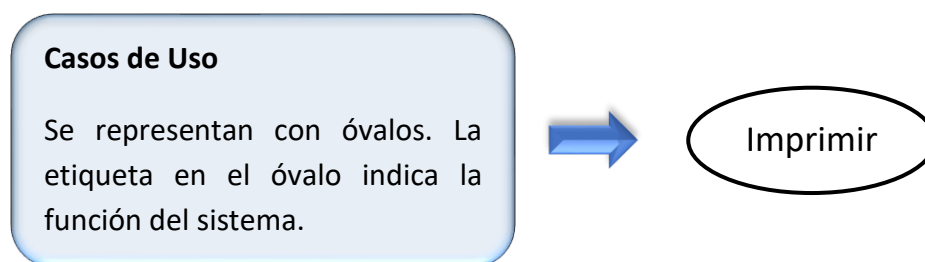 Casos de Uso
Se representan con óvalos. La
etiqueta en el óvalo indica la
función del sistema.
Imprimir